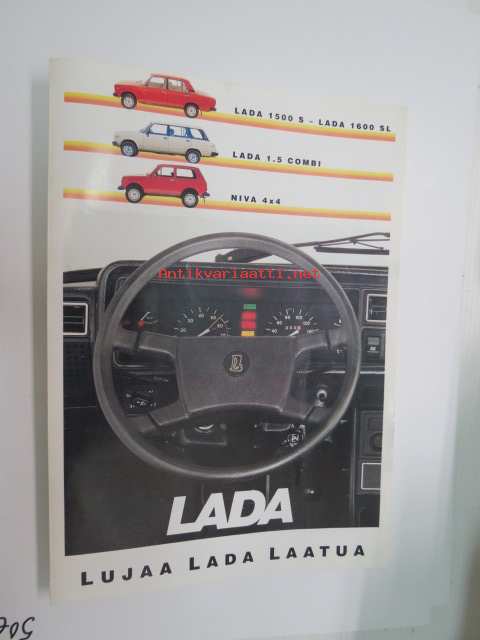 LADA 1500 S - LADA 1600 SL
LADA 1.5 COMBI
NIVA 4x4
Antikvariaatti.net
LADA
LUJAA LADA LAATUA